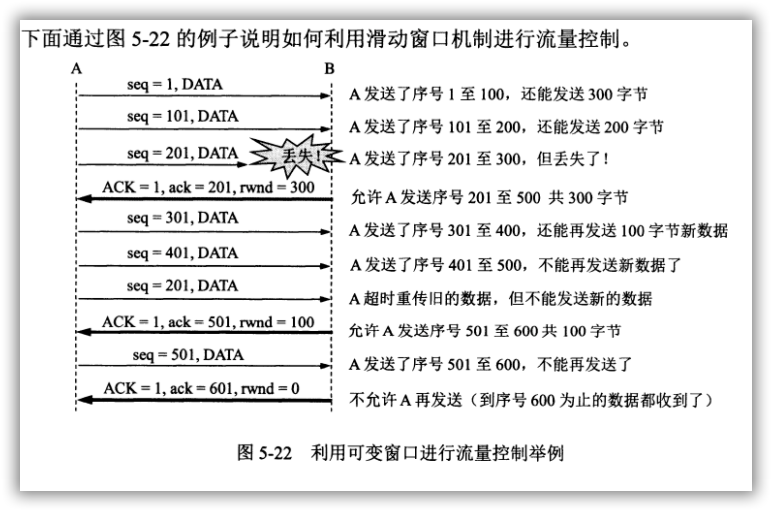 下面通过图 5-22 的例子说明如何利用滑动窗口机制进行流量控制。
A B
seq = 1, DATA A 发送了序号 1 至 100，还能发送 300 字节
seq = 101, DATA A 发送了序号 101 至 200，还能发送 200 字节
seq = 201, DATA 丢失！ A 发送了序号 201 至 300，但丢失了！
ACK = 1, ack = 201, rwnd = 300 允许 A 发送序号 201 至 500 共 300 字节
seq = 301, DATA A 发送了序号 301 至 400，还能再发送 100 字节新数据
seq = 401, DATA A 发送了序号 401 至 500，不能再发送新数据了
seq = 201, DATA A 超时重传旧的数据，但不能发送新的数据
ACK = 1, ack = 501, rwnd = 100 允许 A 发送序号 501 至 600 共 100 字节
seq = 501, DATA A 发送了序号 501 至 600，不能再发送了
ACK = 1, ack = 601, rwnd = 0 不允许 A 再发送（到序号 600 为止的数据都收到了）
图 5-22 利用可变窗口进行流量控制举例